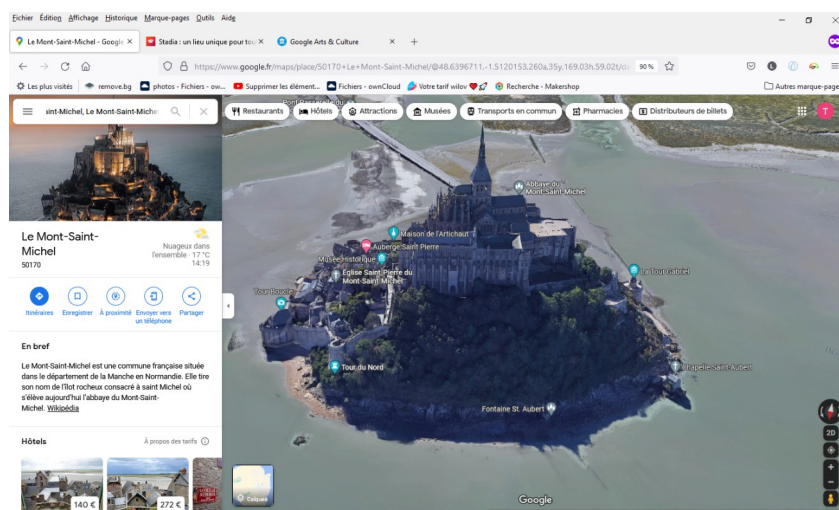 Fichier Édition Affichage Historique Marque-pages Outils Aide
Le Mont-Saint-Michel - Google
Stadia : un lieu unique pour tou
Google Arts & Culture
https://www.google.fr/maps/place/50170+Le+Mont-Saint-Michel/@48.6396711,-1.5120153,260a,35y,169.03h,59.02t/da
90 %
Les plus visités
remove.bg
photos - Fichiers - ow...
Supprimer les élément...
Fichiers - ownCloud
Votre tarif wilov
Recherche - Makershop
Autres marque-page
aint-Michel, Le Mont-Saint-Miche
Restaurants
Hôtels
Attractions
Musées
Transports en commun
Pharmacies
Distributeurs de billets
T
Le Mont-Saint-
Michel
50170
Nuageux dans
l'ensemble · 17 °C
14:19
Itinéraires
Enregistrer
À proximité
Envoyer vers
un téléphone
Partager
En bref
Le Mont-Saint-Michel est une commune française située
dans le département de la Manche en Normandie. Elle tire
son nom de l'îlot rocheux consacré à saint Michel où
s'élève aujourd'hui l'abbaye du Mont-Saint-
Michel. Wikipédia
Hôtels
À propos des tarifs
140 €
272 €
Abbaye du
Mont-Saint-Michel
Maison de l'Artichaut
Auberge Saint Pierre
Musée Historique
Église Saint-Pierre du
Mont-Saint-Michel
La Tour Gabriel
Tour Boucle
Tour du Nord
Chapelle Saint-Aubert
Fontaine St. Aubert
Calques
Google
2D